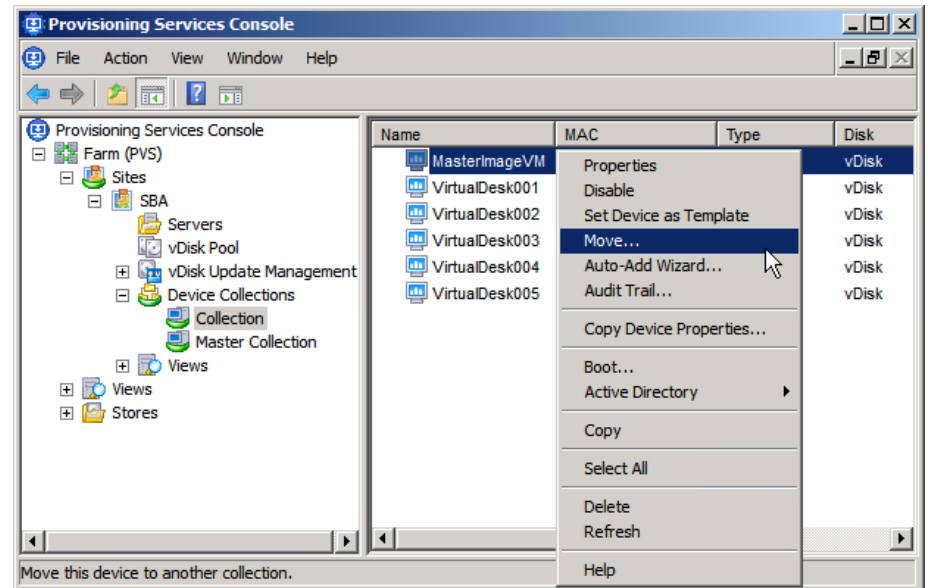 Provisioning Services Console
File Action View Window Help
Provisioning Services Console
Farm (PVS)
Sites
SBA
Servers
vDisk Pool
vDisk Update Management
Device Collections
Collection
Master Collection
Views
Views
Stores
Name MAC Type Disk
MasterImageVM vDisk
VirtualDesk001 vDisk
VirtualDesk002 vDisk
VirtualDesk003 vDisk
VirtualDesk004 vDisk
VirtualDesk005 vDisk
Properties
Disable
Set Device as Template
Move...
Auto-Add Wizard...
Audit Trail...
Copy Device Properties...
Boot...
Active Directory
Copy
Select All
Delete
Refresh
Help
Move this device to another collection.